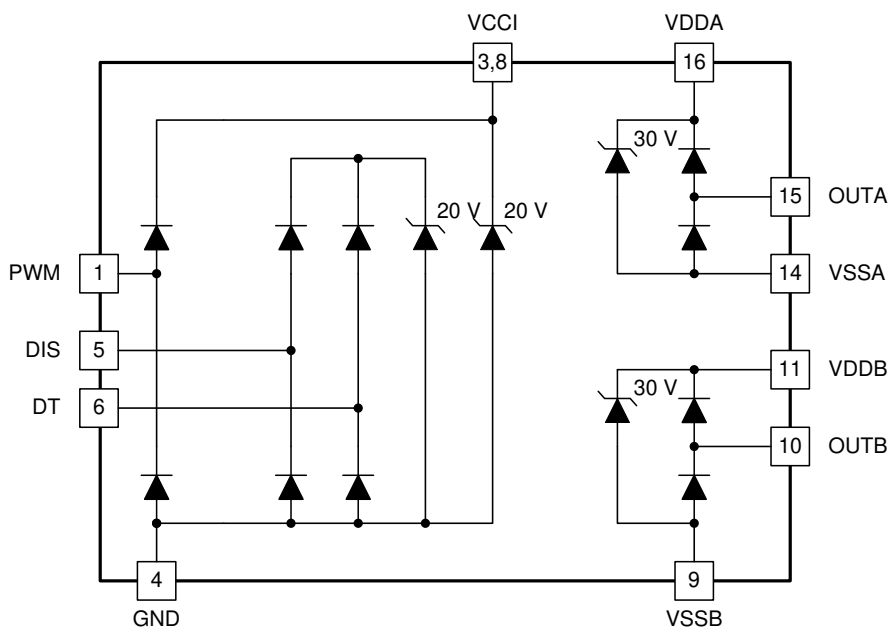 VCCI VDDA
3,8 16
30 V
20 V 20 V
15 OUTA
PWM 1
14 VSSA
DIS 5
11 VDDB
30 V
DT 6
10 OUTB
4 9
GND VSSB